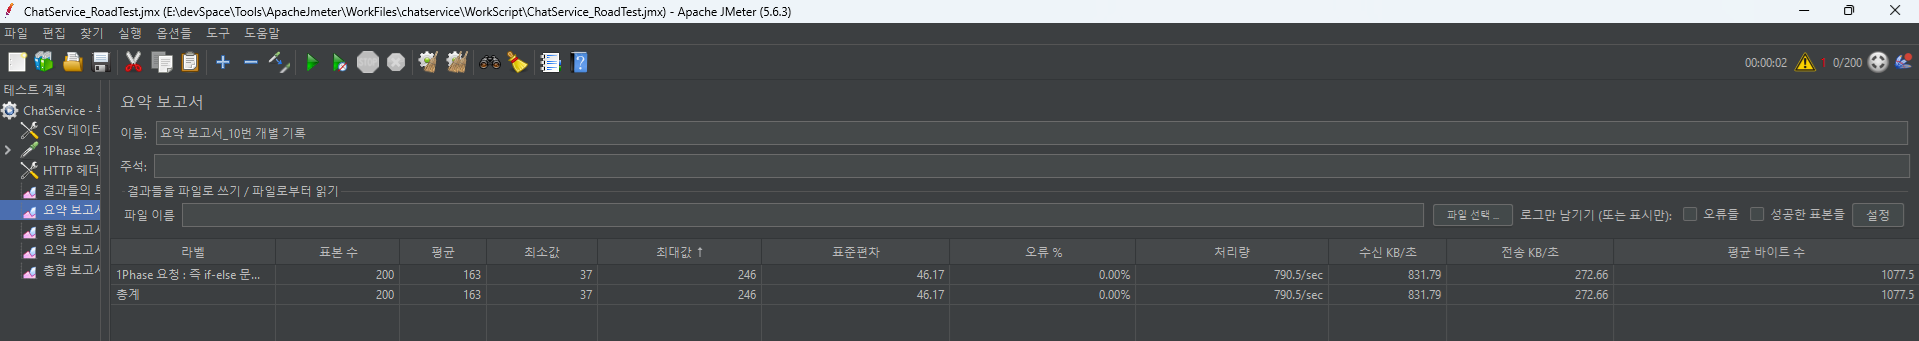 ChatService_RoadTest.jmx (E:\devSpace\Tools\ApacheJmeter\WorkFiles\chatservice\WorkScript\ChatService_RoadTest.jmx) - Apache JMeter (5.6.3)
파일 편집 찾기 실행 옵션들 도구 도움말
STOP 00:00:02 1 0/200
테스트 계획
ChatService -
CSV 데이터
1Phase 요청
HTTP 헤더
결과들의 트
요약 보고서
총합 보고서
요약 보고서
총합 보고서
요약 보고서
이름: 요약 보고서_10번 개별 기록
주석:
결과들을 파일로 쓰기 / 파일로부터 읽기
파일 이름 파일 선택 ... 로그만 남기기 (또는 표시만): 오류들 성공한 표본들 설정
라벨 표본 수 평균 최소값 최대값 ↑ 표준편차 오류 % 처리량 수신 KB/초 전송 KB/초 평균 바이트 수
1Phase 요청 : 즉 if-else 문... 200 163 37 246 46.17 0.00% 790.5/sec 831.79 272.66 1077.5
총계 200 163 37 246 46.17 0.00% 790.5/sec 831.79 272.66 1077.5